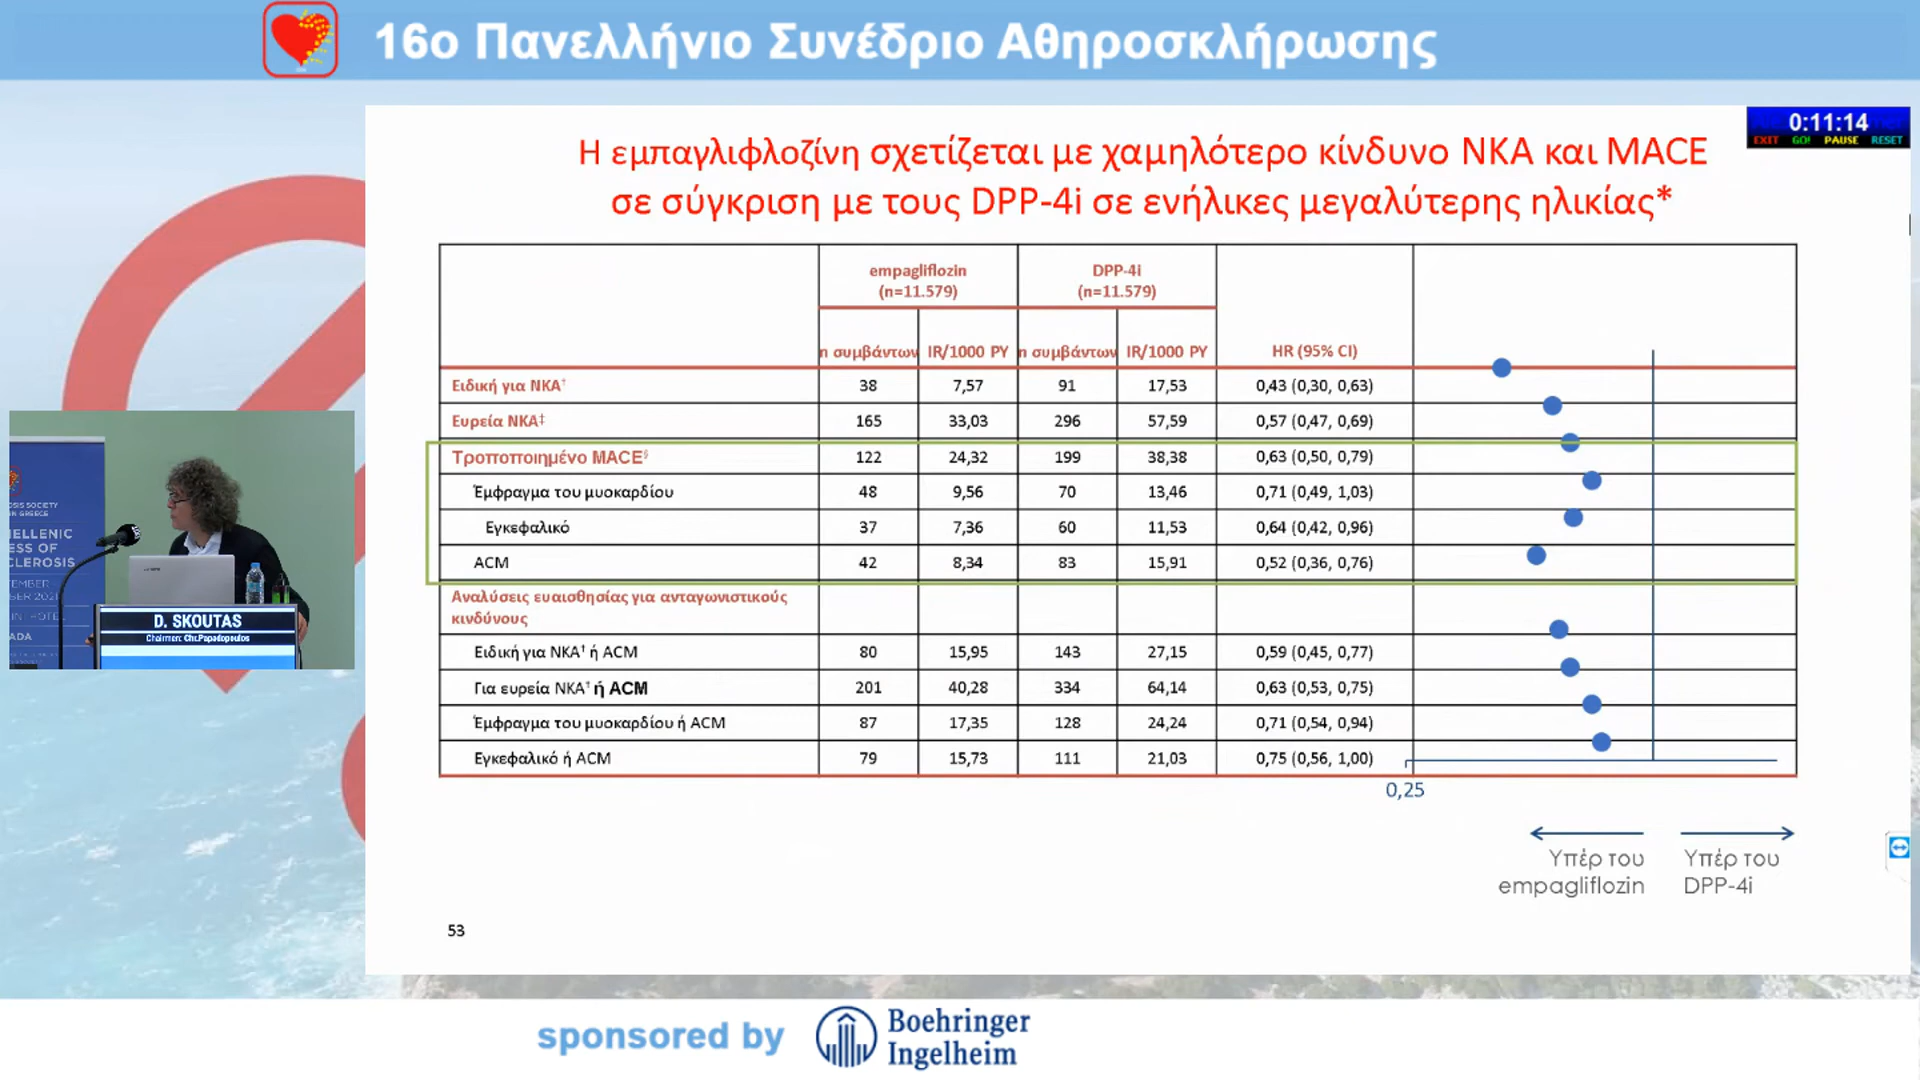 16ο Πανελλήνιο Συνέδριο Αθηροσκλήρωσης
0:11:14
EXIT GO! PAUSE RESET
Η εμπαγλιφλοζίνη σχετίζεται με χαμηλότερο κίνδυνο ΝΚΑ και MACE
σε σύγκριση με τους DPP-4i σε ενήλικες μεγαλύτερης ηλικίας*
empagliflozin
(n=11.579)
DPP-4i
(n=11.579)
n συμβάντων IR/1000 PY n συμβάντων IR/1000 PY HR (95% CI)
Ειδική για ΝΚΑ† 38 7,57 91 17,53 0,43 (0,30, 0,63)
Ευρεία ΝΚΑ‡ 165 33,03 296 57,59 0,57 (0,47, 0,69)
Τροποποιημένο MACE§ 122 24,32 199 38,38 0,63 (0,50, 0,79)
Έμφραγμα του μυοκαρδίου 48 9,56 70 13,46 0,71 (0,49, 1,03)
Εγκεφαλικό 37 7,36 60 11,53 0,64 (0,42, 0,96)
ACM 42 8,34 83 15,91 0,52 (0,36, 0,76)
Αναλύσεις ευαισθησίας για ανταγωνιστικούς
κινδύνους
Ειδική για ΝΚΑ† ή ACM 80 15,95 143 27,15 0,59 (0,45, 0,77)
Για ευρεία ΝΚΑ† ή ACM 201 40,28 334 64,14 0,63 (0,53, 0,75)
Έμφραγμα του μυοκαρδίου ή ACM 87 17,35 128 24,24 0,71 (0,54, 0,94)
Εγκεφαλικό ή ACM 79 15,73 111 21,03 0,75 (0,56, 1,00)
0,25
Υπέρ του
empagliflozin
Υπέρ του
DPP-4i
53
OSIS SOCIETY
IN GREECE
ELLENIC
ESS OF
CLEROSIS
D. SKOUTAS
Chairmen: Chr.Papadopoulos
sponsored by
Boehringer
Ingelheim